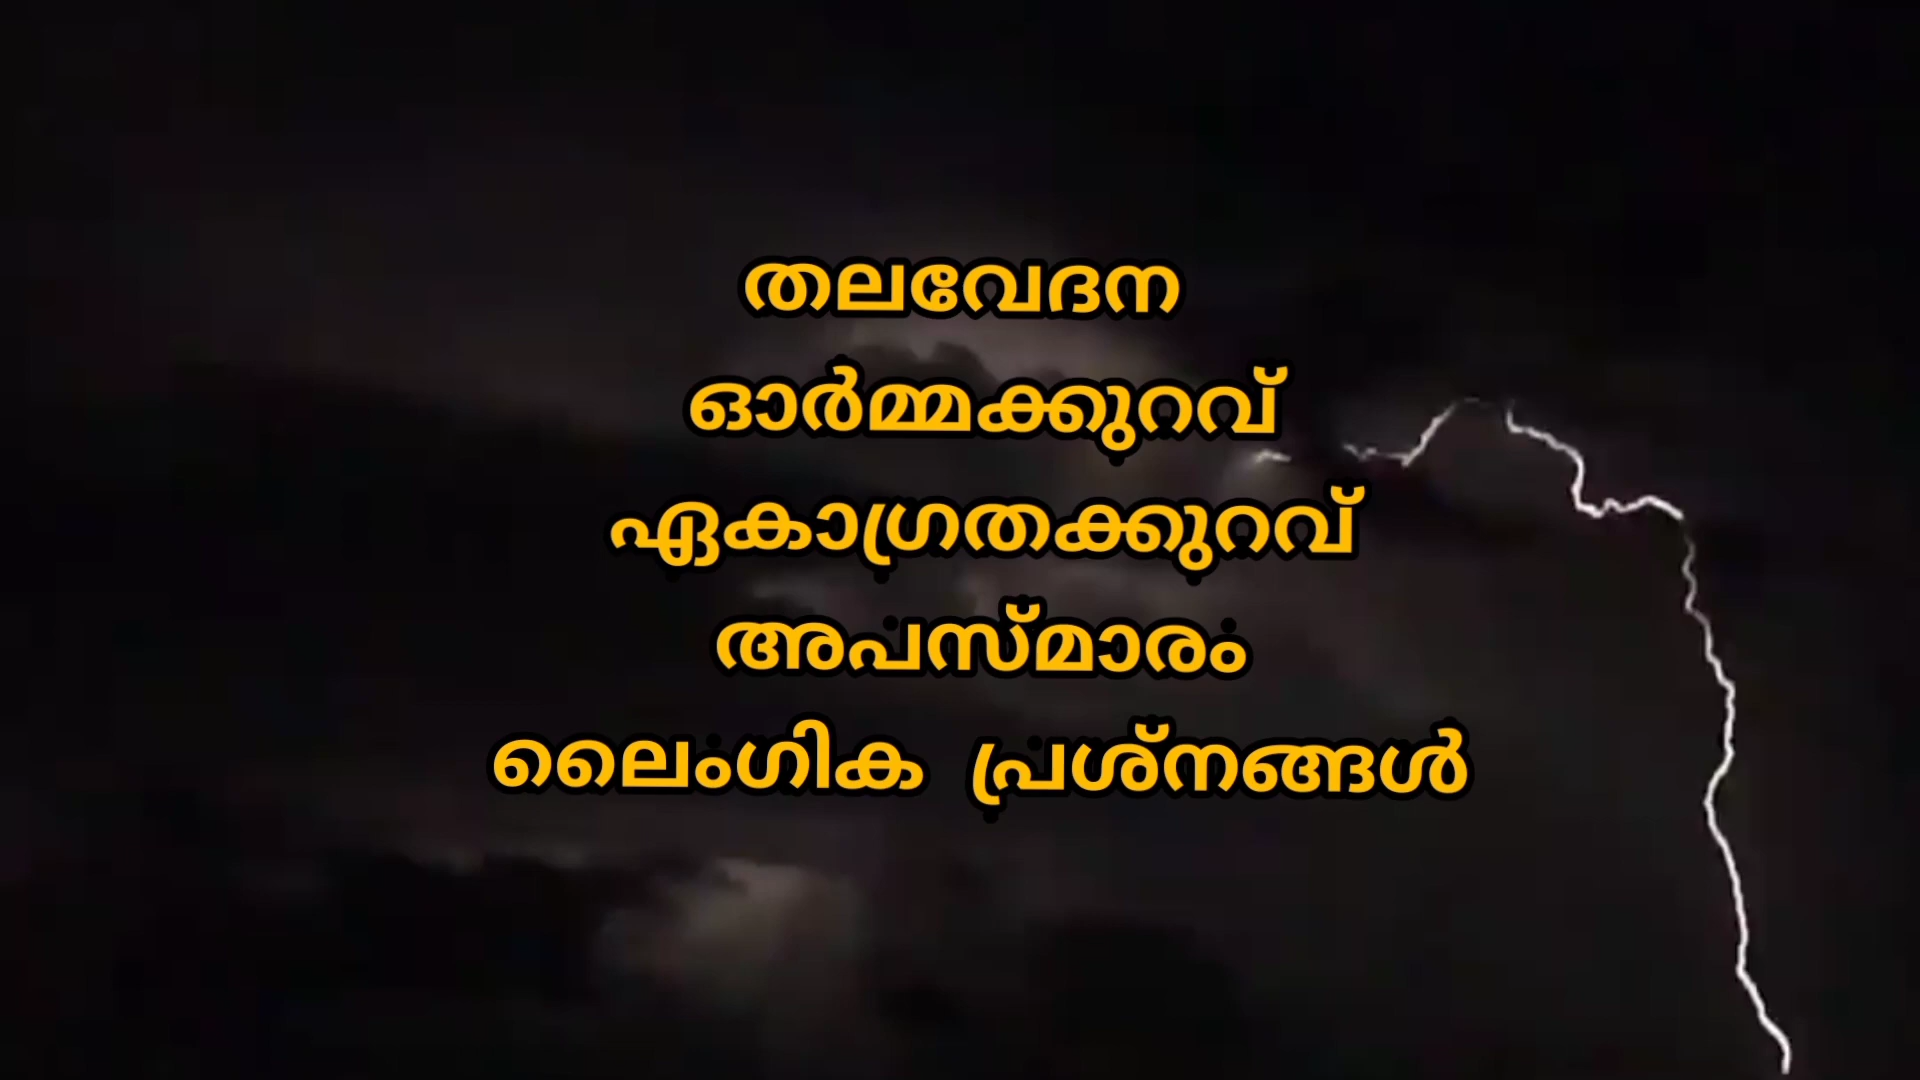 തലവേദന
ഓർമ്മക്കുറവ്
ഏകാഗ്രതക്കുറവ്
അപസ്മാരം
ലൈംഗിക പ്രശ്നങ്ങൾ